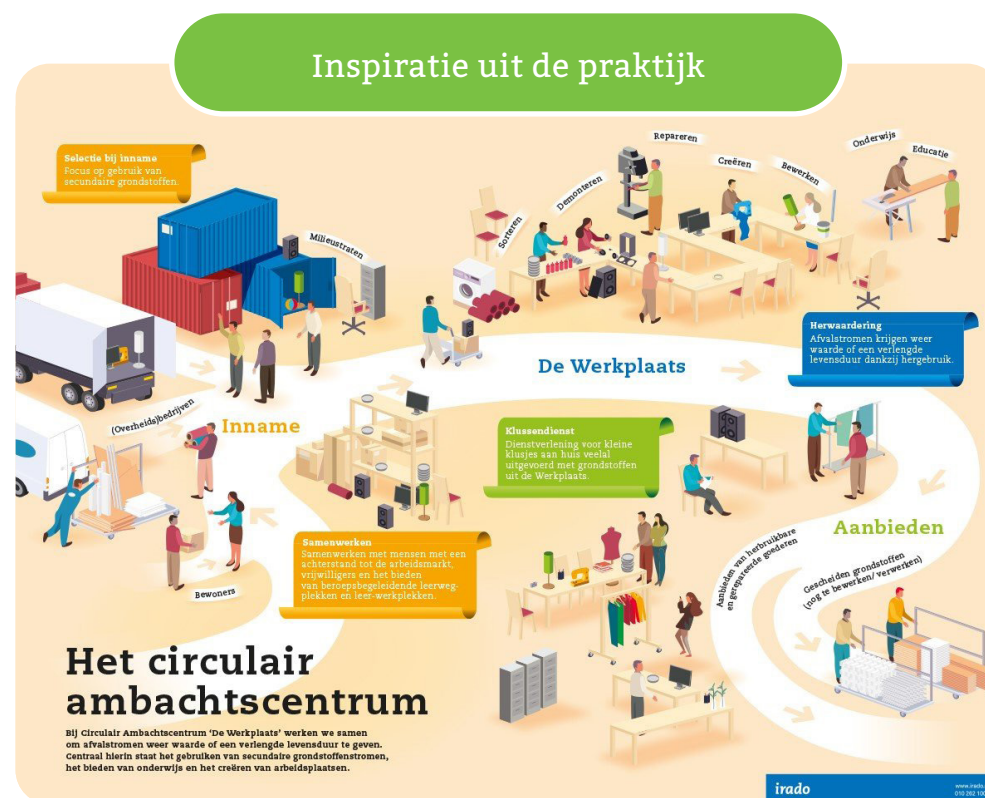 Inspiratie uit de praktijk
Selectie bij inname
Focus op gebruik van
secundaire grondstoffen.
Milieustraten
Sorteren
Demonteren
Repareren
Creëren
Bewerken
Onderwijs
Educatie
Herwaardering
Afvalstromen krijgen weer
waarde of een verlengde
levensduur dankzij hergebruik.
De Werkplaats
(Overheids)bedrijven
Inname
Klussendienst
Dienstverlening voor kleine
klusjes aan huis veelal
uitgevoerd met grondstoffen
uit de Werkplaats.
Aanbieden
Samenwerken
Samenwerken met mensen met een
achterstand tot de arbeidsmarkt,
vrijwilligers en het bieden
van beroepsbegeleidende leerweg-
plekken en leer-werkplekken.
Aanbieden van herbruikbare
en gerepareerde goederen
Gescheiden grondstoffen
(nog te bewerken/ verwerken)
Bewoners
Het circulair
ambachtscentrum
Bij Circulair Ambachtscentrum ‘De Werkplaats’ werken we samen
om afvalstromen weer waarde of een verlengde levensduur te geven.
Centraal hierin staat het gebruiken van secundaire grondstoffenstromen,
het bieden van onderwijs en het creëren van arbeidsplaatsen.
irado
www.irado.
010 262 100